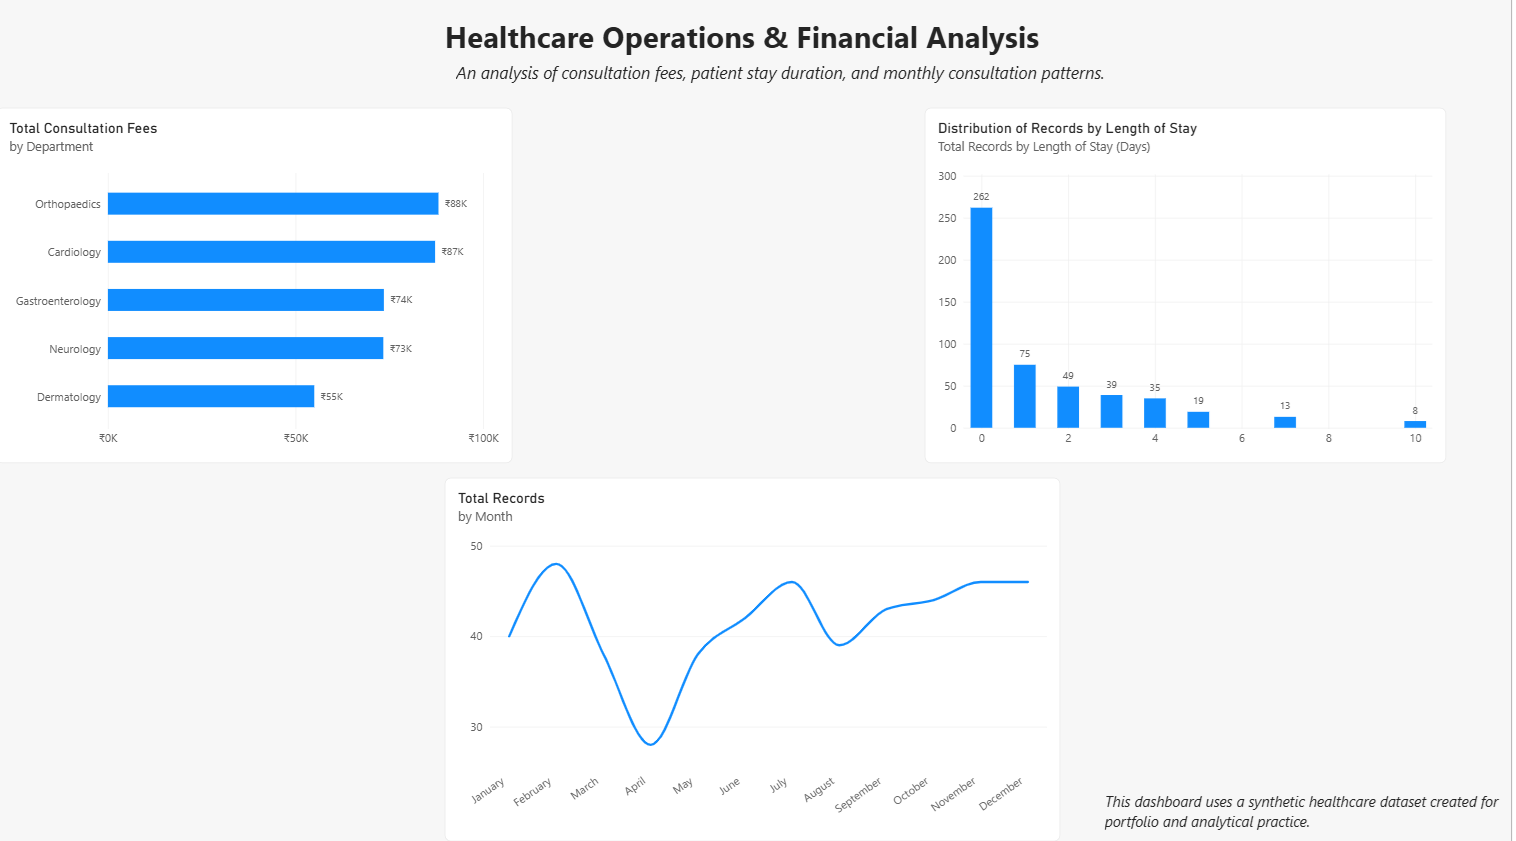 Healthcare Operations & Financial Analysis
An analysis of consultation fees, patient stay duration, and monthly consultation patterns.
Total Consultation Fees
by Department
Orthopaedics ₹88K
Cardiology ₹87K
Gastroenterology ₹74K
Neurology ₹73K
Dermatology ₹55K
₹0K ₹50K ₹100K
Distribution of Records by Length of Stay
Total Records by Length of Stay (Days)
300
250
200
150
100
50
0
262 75 49 39 35 19 13 8
0 2 4 6 8 10
Total Records
by Month
50
40
30
January February March April May June July August September October November December
This dashboard uses a synthetic healthcare dataset created for
portfolio and analytical practice.